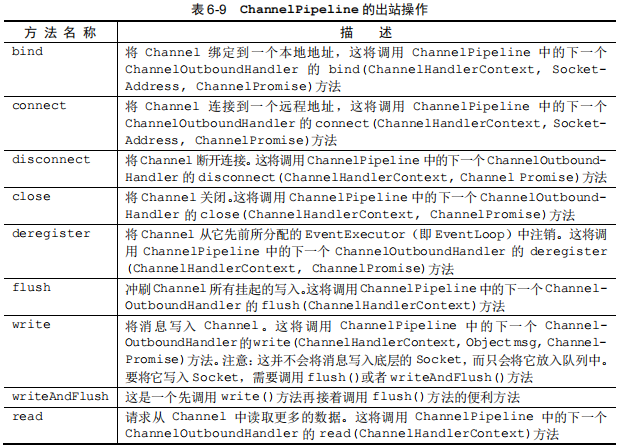 表 6-9 ChannelPipeline 的出站操作
方 法 名 称 描 述
bind 将 Channel 绑定到一个本地地址，这将调用 ChannelPipeline 中的下一个
ChannelOutboundHandler 的 bind(ChannelHandlerContext, Socket-
Address, ChannelPromise)方法
connect 将 Channel 连接到一个远程地址，这将调用 ChannelPipeline 中的下一个
ChannelOutboundHandler 的 connect(ChannelHandlerContext, Socket-
Address, ChannelPromise)方法
disconnect 将 Channel 断开连接。这将调用 ChannelPipeline 中的下一个 ChannelOutbound-
Handler 的 disconnect(ChannelHandlerContext, Channel Promise)方法
close 将 Channel 关闭。这将调用 ChannelPipeline 中的下一个 ChannelOutbound-
Handler 的 close(ChannelHandlerContext, ChannelPromise)方法
deregister 将 Channel 从它先前所分配的 EventExecutor（即 EventLoop）中注销。这将调
用 ChannelPipeline 中的下一个 ChannelOutboundHandler 的 deregister
(ChannelHandlerContext, ChannelPromise)方法
flush 冲刷 Channel 所有挂起的写入。这将调用 ChannelPipeline 中的下一个 Channel-
OutboundHandler 的 flush(ChannelHandlerContext)方法
write 将消息写入 Channel。这将调用 ChannelPipeline 中的下一个 Channel-
OutboundHandler 的 write(ChannelHandlerContext, Object msg, Channel-
Promise)方法。注意：这并不会将消息写入底层的 Socket，而只会将它放入队列中。
要将它写入 Socket，需要调用 flush()或者 writeAndFlush()方法
writeAndFlush 这是一个先调用 write()方法再接着调用 flush()方法的便利方法
read 请求从 Channel 中读取更多的数据。这将调用 ChannelPipeline 中的下一个
ChannelOutboundHandler 的 read(ChannelHandlerContext)方法